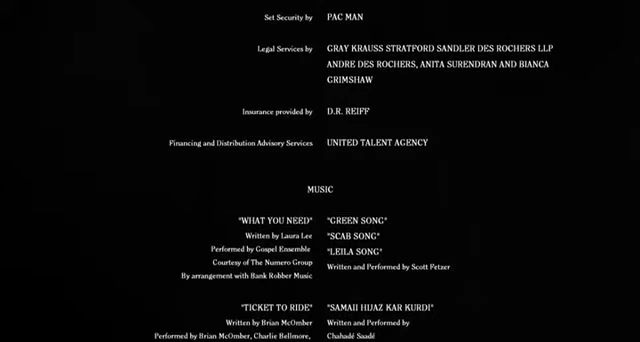 Set Security by PAC MAN
Legal Services by GRAY KRAUSS STRATFORD SANDLER DES ROCHERS LLP
ANDRE DES ROCHERS, ANITA SURENDRAN AND BIANCA
GRIMSHAW
Insurance provided by D.R. REIFF
Financing and Distribution Advisory Services UNITED TALENT AGENCY
MUSIC
"WHAT YOU NEED"
Written by Laura Lee
Performed by Gospel Ensemble
Courtesy of The Numero Group
By arrangement with Bank Robber Music
"GREEN SONG"
"SCAB SONG"
"LEILA SONG"
Written and Performed by Scott Fetzer
"TICKET TO RIDE"
Written by Brian McOmber
Performed by Brian McOmber, Charlie Bellmore,
"SAMAII HIJAZ KAR KURDI"
Written and Performed by
Chahadé Saadé